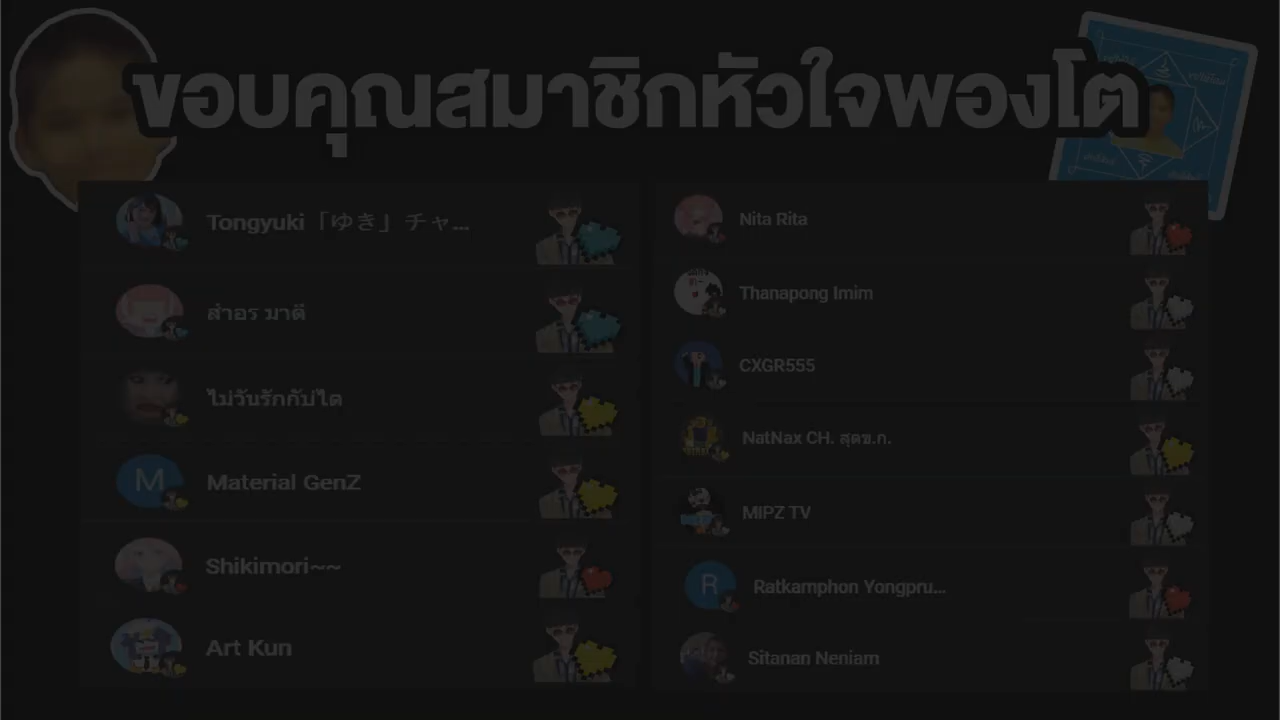 ขอบคุณสมาชิกหัวใจพองโต
Tongyuki「ゆき」チャ...
สำอร มาดี
ไม่วันรักกัปไต
Material GenZ
Shikimori~~
Art Kun
Nita Rita
Thanapong Imim
CXGR555
NatNax CH. สุดข.ก.
MIPZ TV
Ratkamphon Yongpru...
Sitanan Neniam
M
R